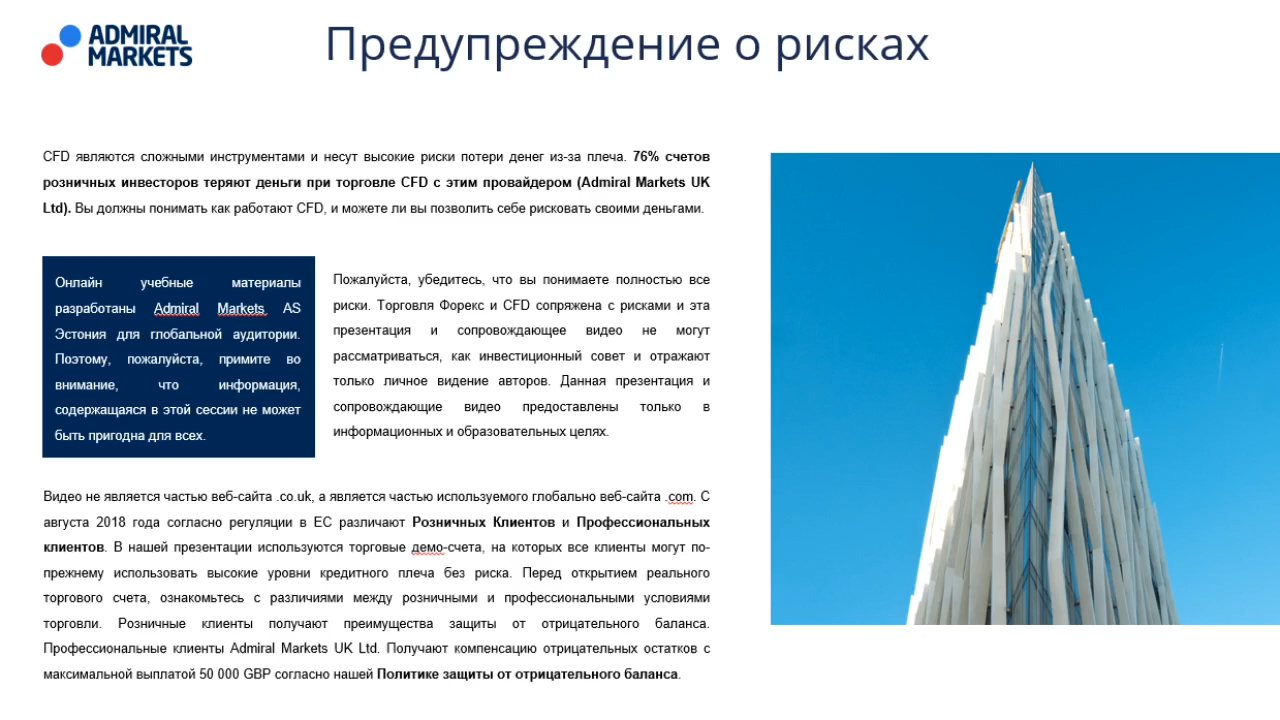 ADMIRAL
MARKETS
Предупреждение о рисках
CFD являются сложными инструментами и несут высокие риски потери денег из-за плеча. 76% счетов
розничных инвесторов теряют деньги при торговле CFD с этим провайдером (Admiral Markets UK
Ltd). Вы должны понимать как работают CFD, и можете ли вы позволить себе рисковать своими деньгами.
Онлайн учебные материалы
разработаны Admiral Markets AS
Эстония для глобальной аудитории.
Поэтому, пожалуйста, примите во
внимание, что информация,
содержащаяся в этой сессии не может
быть пригодна для всех.
Пожалуйста, убедитесь, что вы понимаете полностью все
риски. Торговля Форекс и CFD сопряжена с рисками и эта
презентация и сопровождающее видео не могут
рассматриваться, как инвестиционный совет и отражают
только личное видение авторов. Данная презентация и
сопровождающие видео предоставлены только в
информационных и образовательных целях.
Видео не является частью веб-сайта .co.uk, а является частью используемого глобально веб-сайта .com. С
августа 2018 года согласно регуляции в ЕС различают Розничных Клиентов и Профессиональных
клиентов. В нашей презентации используются торговые демо-счета, на которых все клиенты могут по-
прежнему использовать высокие уровни кредитного плеча без риска. Перед открытием реального
торгового счета, ознакомьтесь с различиями между розничными и профессиональными условиями
торговли. Розничные клиенты получают преимущества защиты от отрицательного баланса.
Профессиональные клиенты Admiral Markets UK Ltd. Получают компенсацию отрицательных остатков с
максимальной выплатой 50 000 GBP согласно нашей Политике защиты от отрицательного баланса.